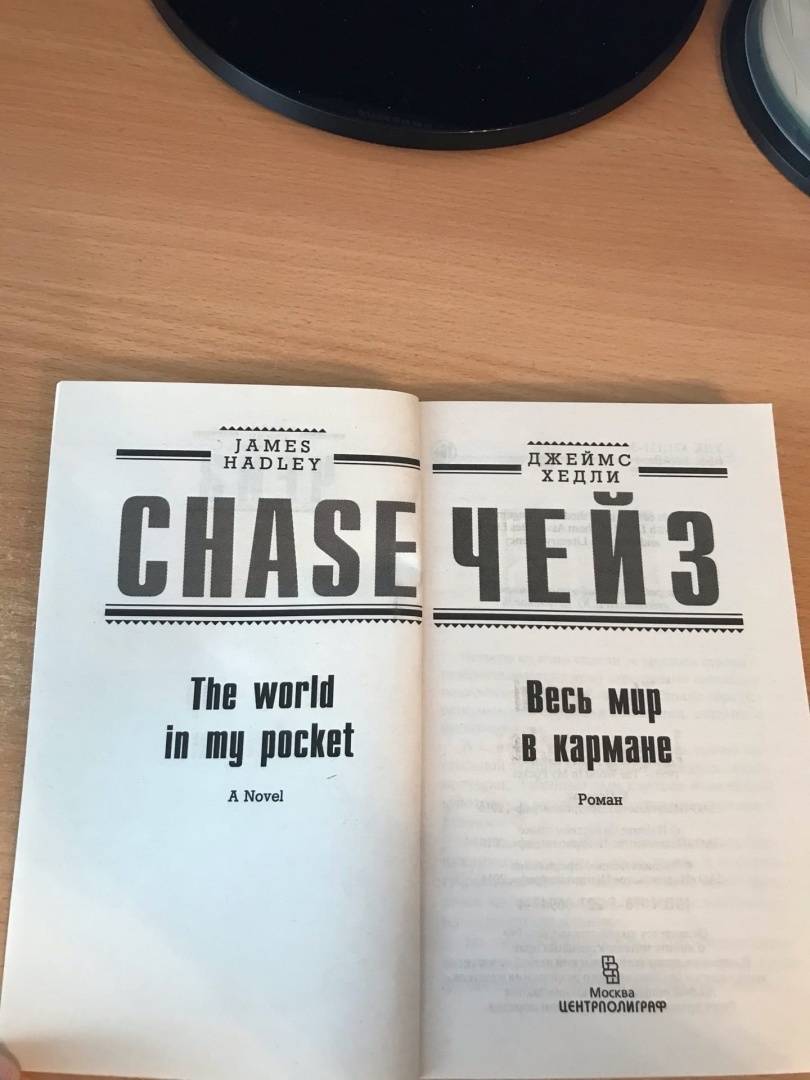 JAMES
HADLEY
CHASE
The world
in my pocket
A Novel
ДЖЕЙМС
ХЕДЛИ
ЧЕЙЗ
Весь мир
в кармане
Роман
Москва
ЦЕНТРПОЛИГРАФ